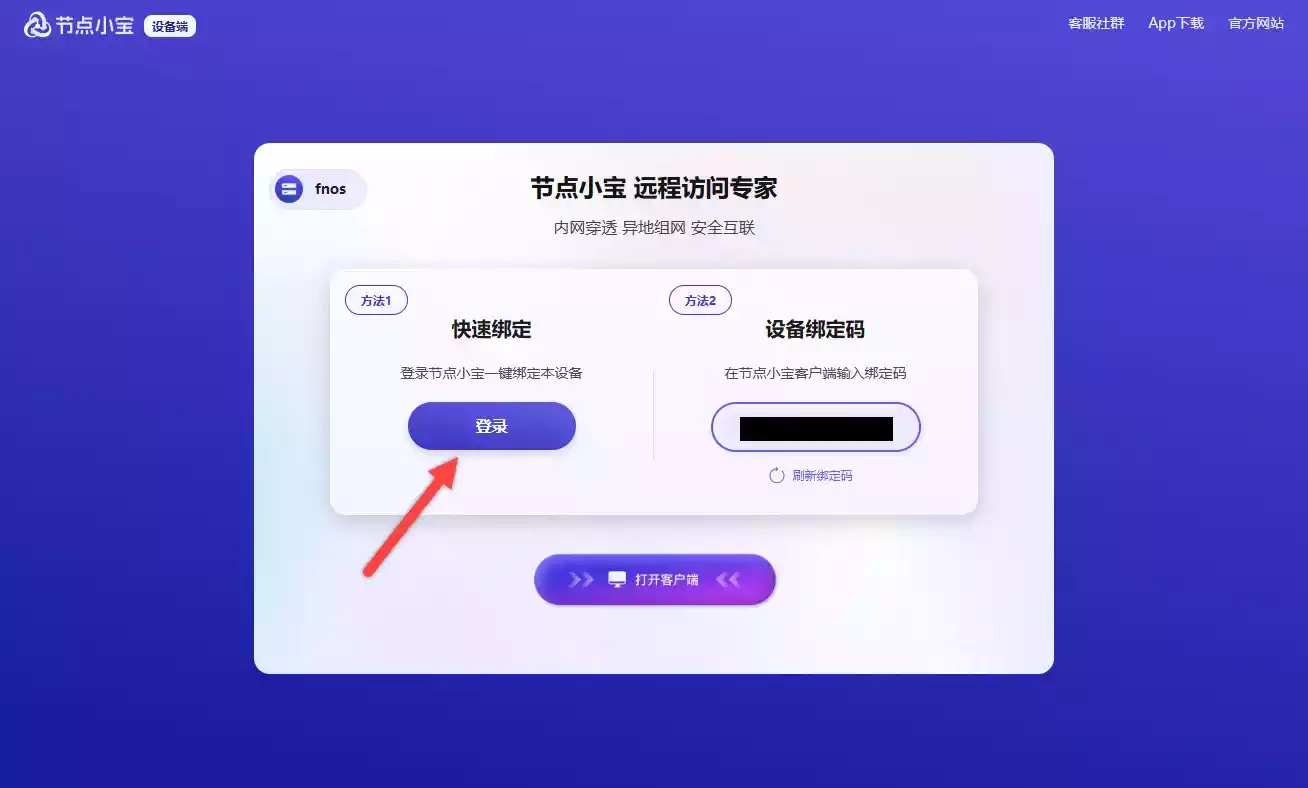 节点小宝 设备端
客服社群 App下载 官方网站
fnos
节点小宝 远程访问专家
内网穿透 异地组网 安全互联
方法1
快速绑定
登录节点小宝一键绑定本设备
登录
方法2
设备绑定码
在节点小宝客户端输入绑定码
刷新绑定码
打开客户端